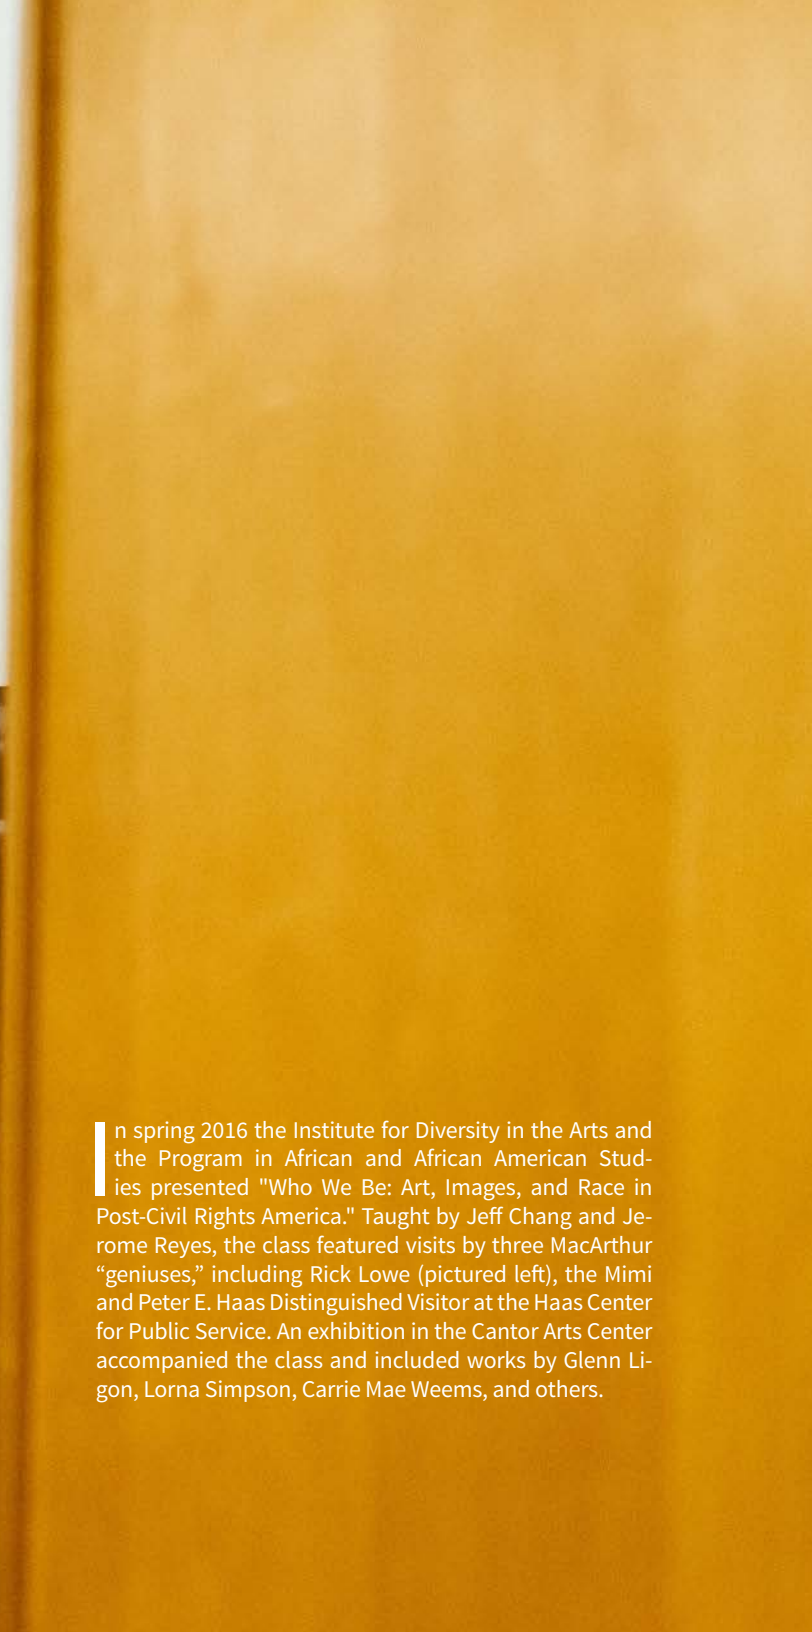 In spring 2016 the Institute for Diversity in the Arts and
the Program in African and African American Stud-
ies presented "Who We Be: Art, Images, and Race in
Post-Civil Rights America." Taught by Jeff Chang and Je-
rome Reyes, the class featured visits by three MacArthur
“geniuses,” including Rick Lowe (pictured left), the Mimi
and Peter E. Haas Distinguished Visitor at the Haas Center
for Public Service. An exhibition in the Cantor Arts Center
accompanied the class and included works by Glenn Li-
gon, Lorna Simpson, Carrie Mae Weems, and others.